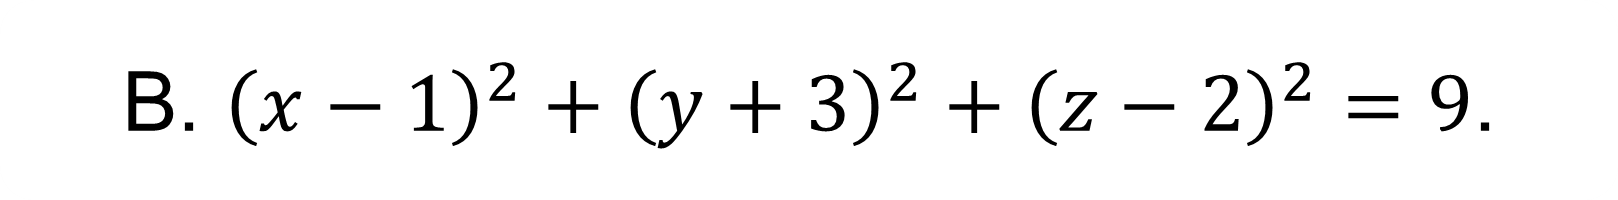 B. (x − 1)² + (y + 3)² + (z − 2)² = 9.